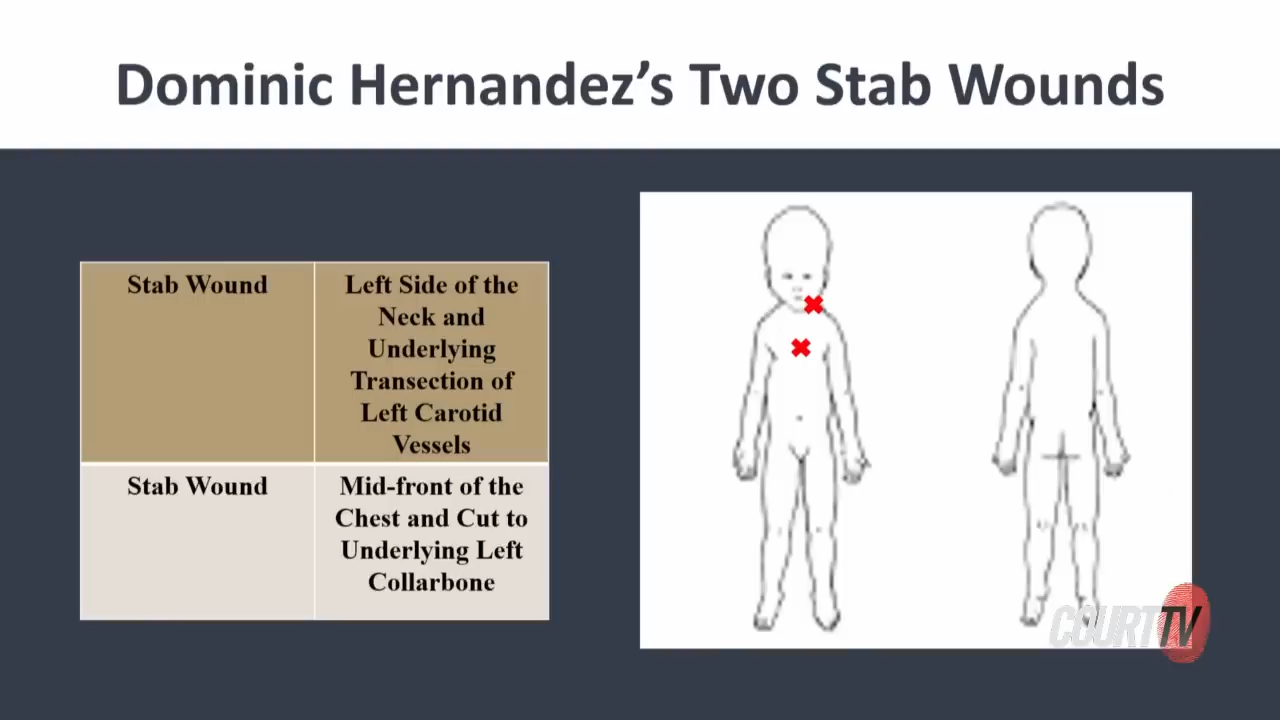 Dominic Hernandez’s Two Stab Wounds
Stab Wound
Left Side of the
Neck and
Underlying
Transection of
Left Carotid
Vessels
Stab Wound
Mid-front of the
Chest and Cut to
Underlying Left
Collarbone
COURT TV